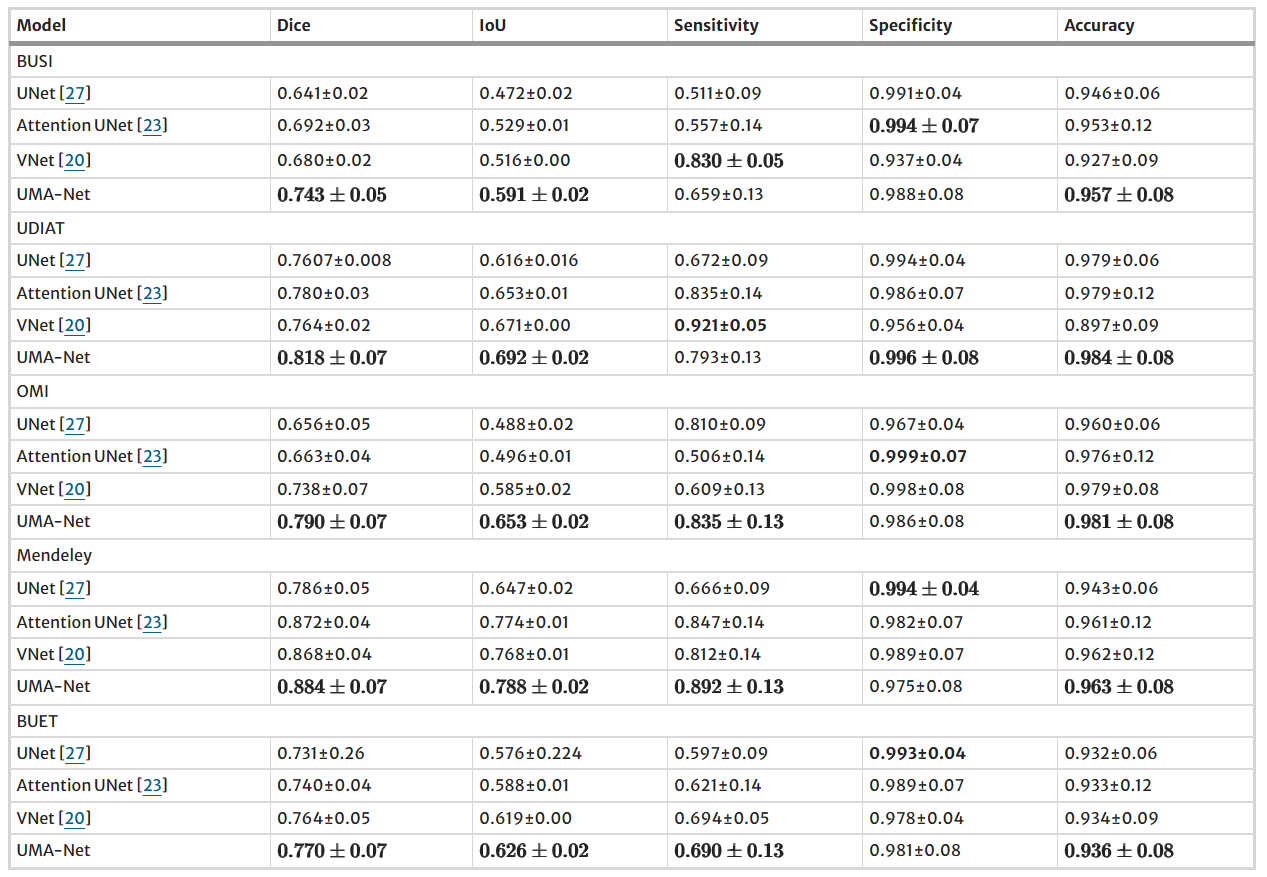 Model Dice IoU Sensitivity Specificity Accuracy
BUSI
UNet [27] 0.641±0.02 0.472±0.02 0.511±0.09 0.991±0.04 0.946±0.06
Attention UNet [23] 0.692±0.03 0.529±0.01 0.557±0.14 0.994 ± 0.07 0.953±0.12
VNet [20] 0.680±0.02 0.516±0.00 0.830 ± 0.05 0.937±0.04 0.927±0.09
UMA-Net 0.743 ± 0.05 0.591 ± 0.02 0.659±0.13 0.988±0.08 0.957 ± 0.08
UDIAT
UNet [27] 0.7607±0.008 0.616±0.016 0.672±0.09 0.994±0.04 0.979±0.06
Attention UNet [23] 0.780±0.03 0.653±0.01 0.835±0.14 0.986±0.07 0.979±0.12
VNet [20] 0.764±0.02 0.671±0.00 0.921±0.05 0.956±0.04 0.897±0.09
UMA-Net 0.818 ± 0.07 0.692 ± 0.02 0.793±0.13 0.996 ± 0.08 0.984 ± 0.08
OMI
UNet [27] 0.656±0.05 0.488±0.02 0.810±0.09 0.967±0.04 0.960±0.06
Attention UNet [23] 0.663±0.04 0.496±0.01 0.506±0.14 0.999±0.07 0.976±0.12
VNet [20] 0.738±0.07 0.585±0.02 0.609±0.13 0.998±0.08 0.979±0.08
UMA-Net 0.790 ± 0.07 0.653 ± 0.02 0.835 ± 0.13 0.986±0.08 0.981 ± 0.08
Mendeley
UNet [27] 0.786±0.05 0.647±0.02 0.666±0.09 0.994 ± 0.04 0.943±0.06
Attention UNet [23] 0.872±0.04 0.774±0.01 0.847±0.14 0.982±0.07 0.961±0.12
VNet [20] 0.868±0.04 0.768±0.01 0.812±0.14 0.989±0.07 0.962±0.12
UMA-Net 0.884 ± 0.07 0.788 ± 0.02 0.892 ± 0.13 0.975±0.08 0.963 ± 0.08
BUET
UNet [27] 0.731±0.26 0.576±0.224 0.597±0.09 0.993±0.04 0.932±0.06
Attention UNet [23] 0.740±0.04 0.588±0.01 0.621±0.14 0.989±0.07 0.933±0.12
VNet [20] 0.764±0.05 0.619±0.00 0.694±0.05 0.978±0.04 0.934±0.09
UMA-Net 0.770 ± 0.07 0.626 ± 0.02 0.690 ± 0.13 0.981±0.08 0.936 ± 0.08